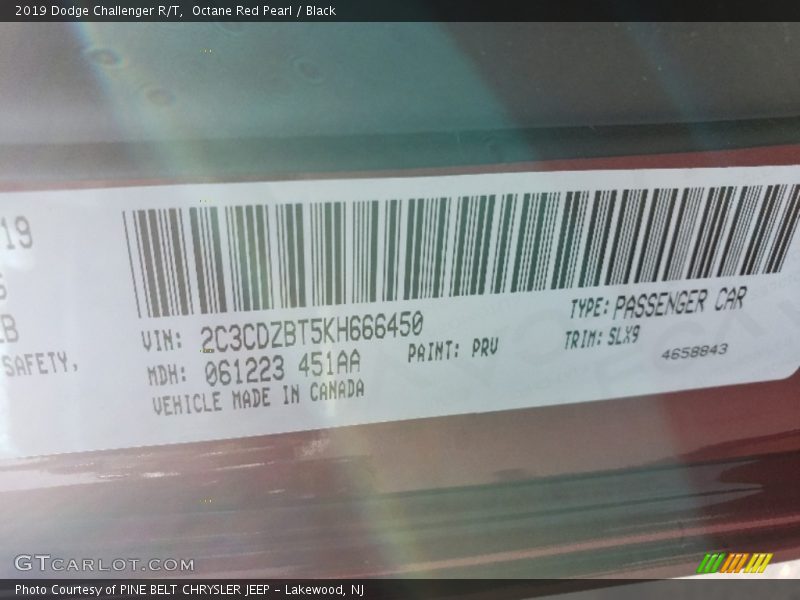 2019 Dodge Challenger R/T, Octane Red Pearl / Black
19
SAFETY,
VIN: 2C3CDZBT5KH666450
TYPE: PASSENGER CAR
MDH: 061223 451AA
PAINT: PRV
TRIM: SLX9
4658843
VEHICLE MADE IN CANADA
GTCARLOT.COM
Photo Courtesy of PINE BELT CHRYSLER JEEP - Lakewood, NJ